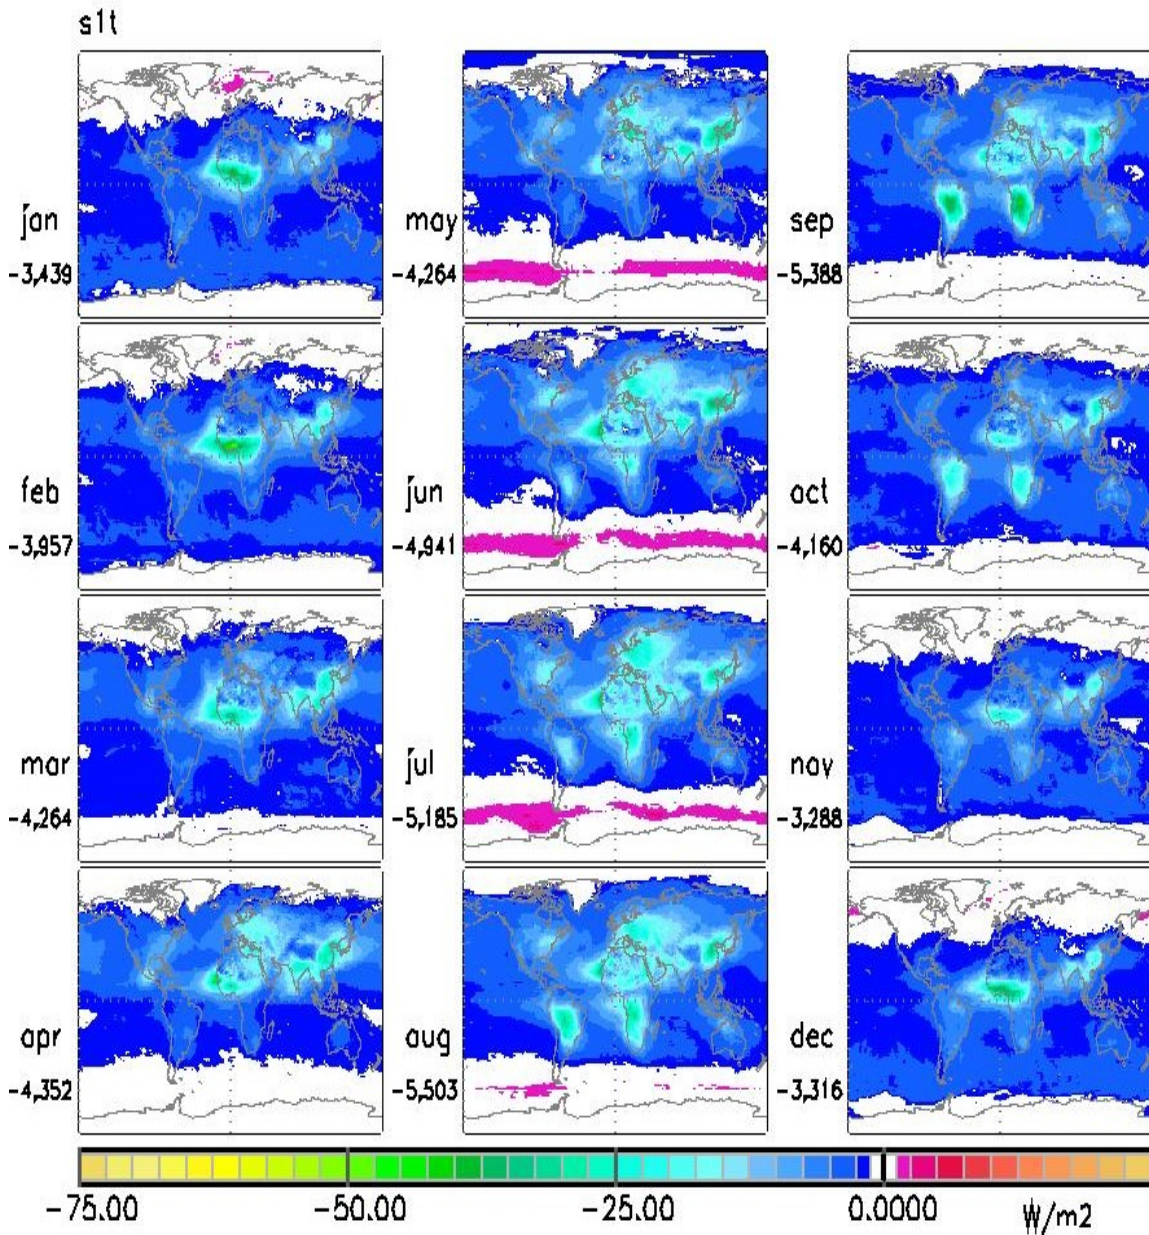 s1t
jan
-3,439
may
-4,264
sep
-5,388
feb
-3,957
jun
-4,941
oct
-4,160
mar
-4,264
jul
-5,185
nov
-3,288
apr
-4,352
aug
-5,503
dec
-3,316
-75.00 -50.00 -25.00 0.0000 W/m2